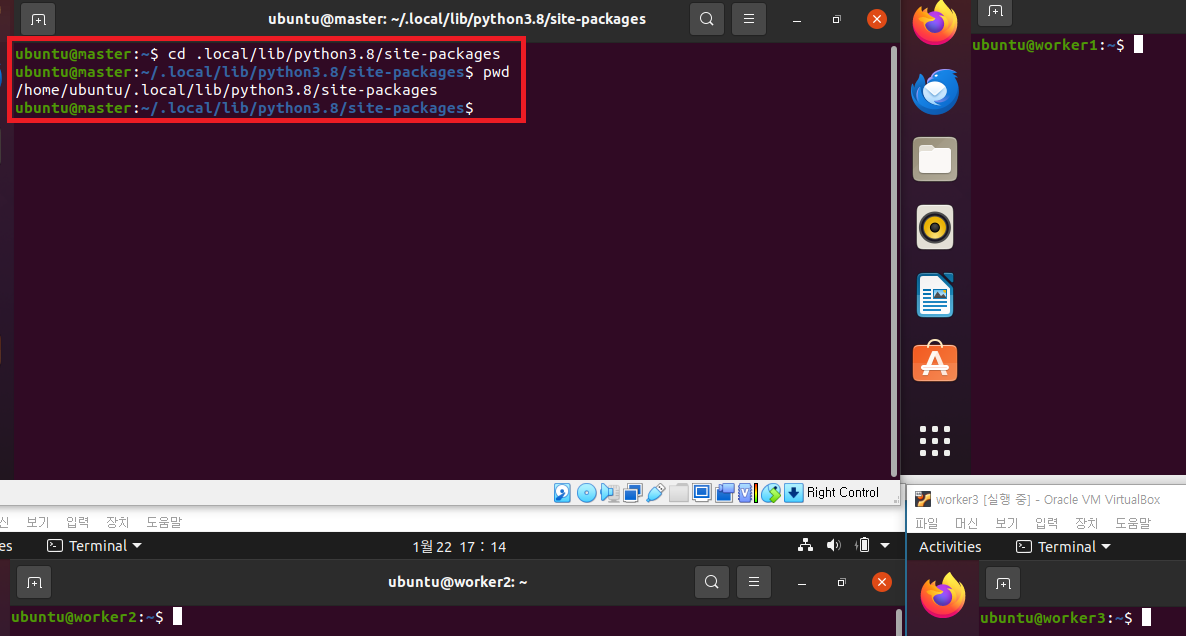 ubuntu@master: ~/.local/lib/python3.8/site-packages
ubuntu@master:~$ cd .local/lib/python3.8/site-packages
ubuntu@master:~/.local/lib/python3.8/site-packages$ pwd
/home/ubuntu/.local/lib/python3.8/site-packages
ubuntu@master:~/.local/lib/python3.8/site-packages$
ubuntu@worker1:~$
Right Control
보기 입력 장치 도움말
Terminal
1월 22 17 : 14
ubuntu@worker2: ~
ubuntu@worker2:~$
worker3 [실행 중] - Oracle VM VirtualBox
파일 머신 보기 입력 장치 도움말
Activities Terminal
ubuntu@worker3:~$